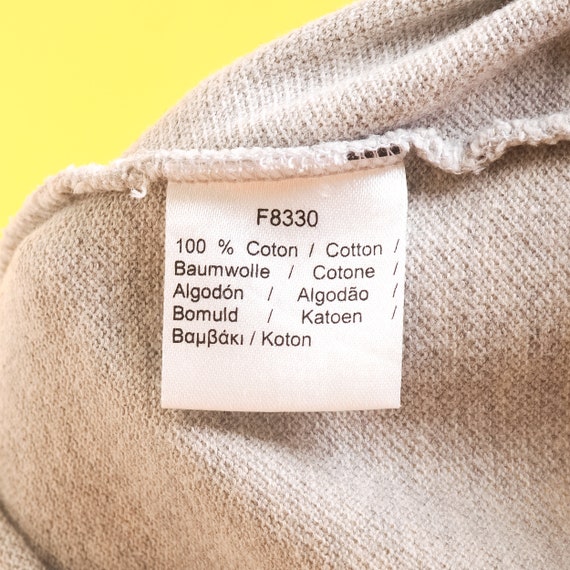 F8330
100 % Coton / Cotton /
Baumwolle / Cotone /
Algodón / Algodão /
Bomuld / Katoen /
Βαμβάκι / Koton